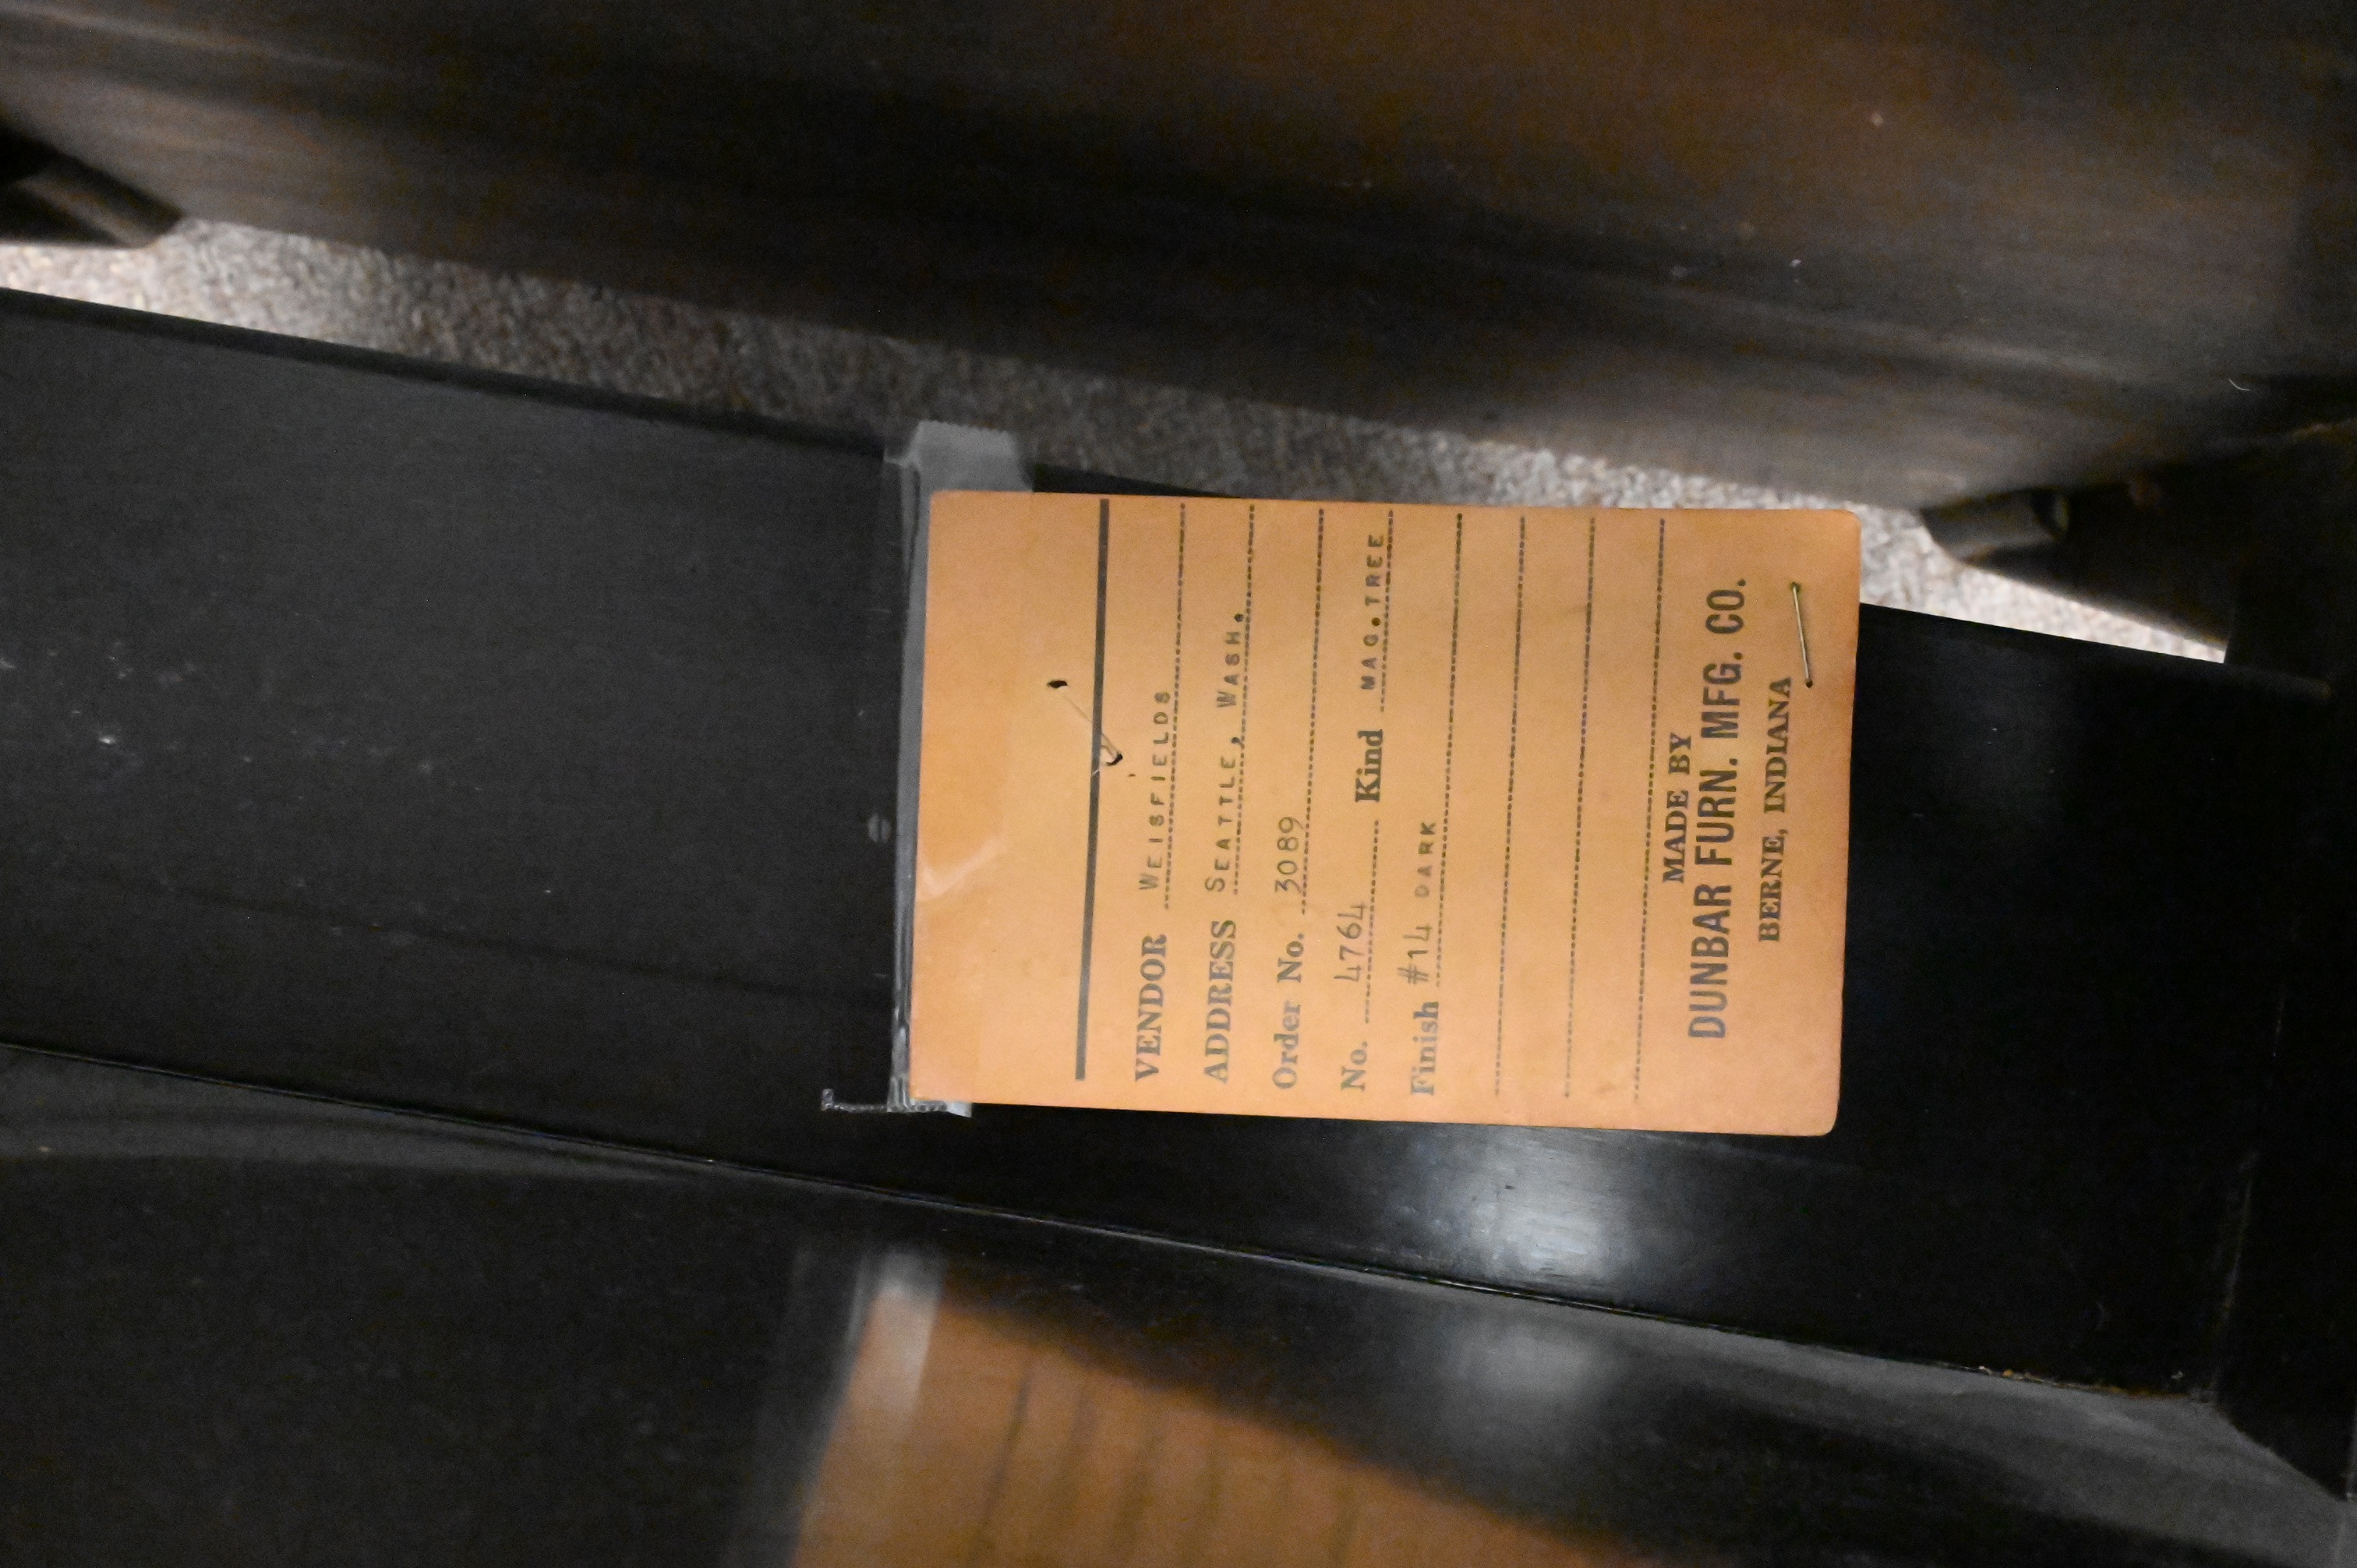 VENDOR WEISFIELDS
ADDRESS SEATTLE, WASH.
Order No. 3089
No. 4764 Kind MAG.TREE
Finish #14 DARK
MADE BY
DUNBAR FURN. MFG. CO.
BERNE, INDIANA